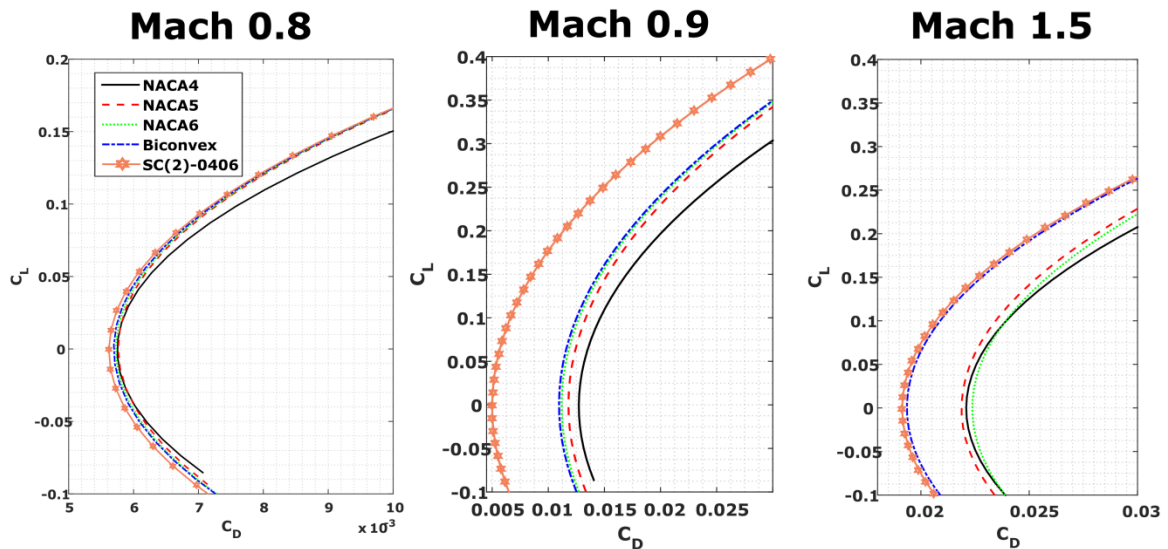 Mach 0.8
0.2
0.15
0.1
0.05
0
-0.05
-0.1
C_L
NACA4
NACA5
NACA6
Biconvex
SC(2)-0406
5
6
7
8
9
10
x 10⁻³
C_D
Mach 0.9
0.4
0.35
0.3
0.25
0.2
0.15
0.1
0.05
0
-0.05
-0.1
C_L
0.005
0.01
0.015
0.02
0.025
C_D
Mach 1.5
0.4
0.35
0.3
0.25
0.2
0.15
0.1
0.05
0
-0.05
-0.1
C_L
0.02
0.025
0.03
C_D